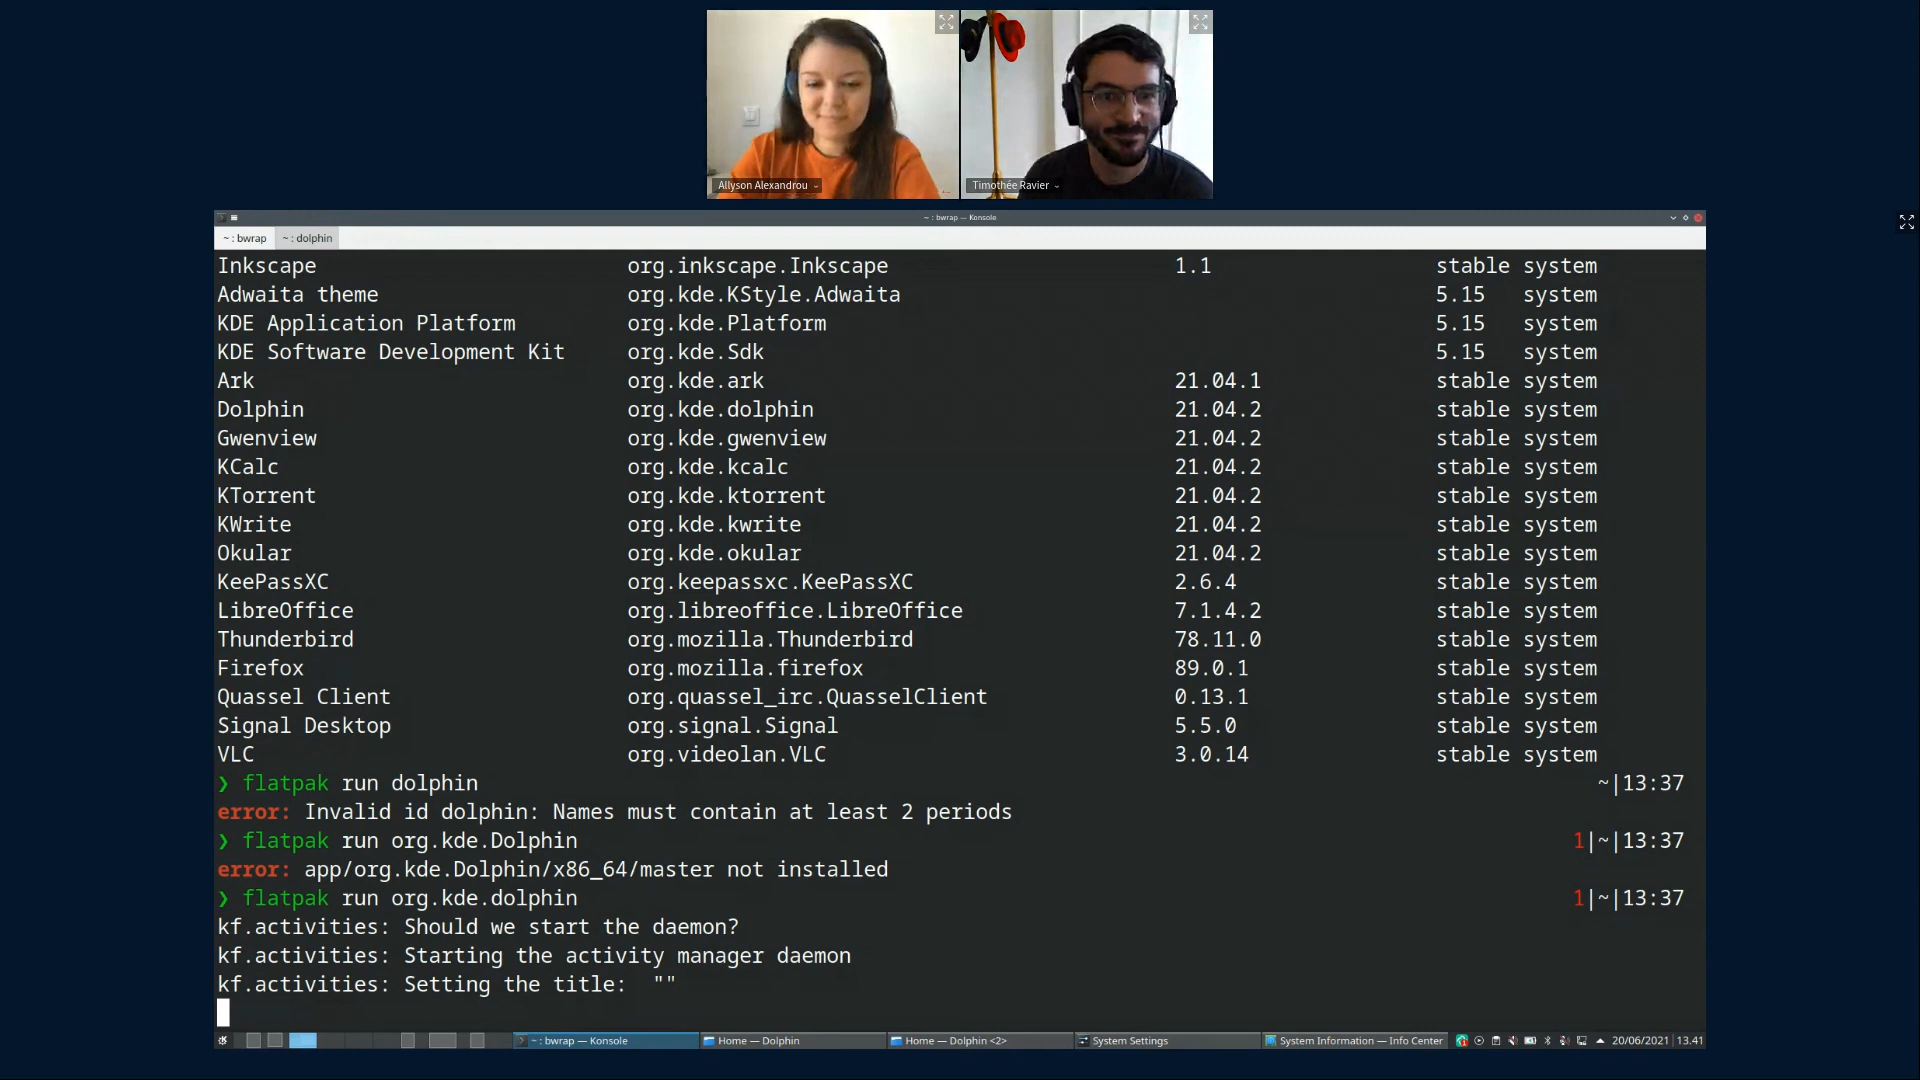 Allyson Alexandrou
Timothée Ravier
~ : bwrap — Konsole
~ : bwrap
~ : dolphin
Inkscape org.inkscape.Inkscape 1.1 stable system
Adwaita theme org.kde.KStyle.Adwaita 5.15 system
KDE Application Platform org.kde.Platform 5.15 system
KDE Software Development Kit org.kde.Sdk 5.15 system
Ark org.kde.ark 21.04.1 stable system
Dolphin org.kde.dolphin 21.04.2 stable system
Gwenview org.kde.gwenview 21.04.2 stable system
KCalc org.kde.kcalc 21.04.2 stable system
KTorrent org.kde.ktorrent 21.04.2 stable system
KWrite org.kde.kwrite 21.04.2 stable system
Okular org.kde.okular 21.04.2 stable system
KeePassXC org.keepassxc.KeePassXC 2.6.4 stable system
LibreOffice org.libreoffice.LibreOffice 7.1.4.2 stable system
Thunderbird org.mozilla.Thunderbird 78.11.0 stable system
Firefox org.mozilla.firefox 89.0.1 stable system
Quassel Client org.quassel_irc.QuasselClient 0.13.1 stable system
Signal Desktop org.signal.Signal 5.5.0 stable system
VLC org.videolan.VLC 3.0.14 stable system
❯ flatpak run dolphin ~|13:37
error: Invalid id dolphin: Names must contain at least 2 periods
❯ flatpak run org.kde.Dolphin 1|~|13:37
error: app/org.kde.Dolphin/x86_64/master not installed
❯ flatpak run org.kde.dolphin 1|~|13:37
kf.activities: Should we start the daemon?
kf.activities: Starting the activity manager daemon
kf.activities: Setting the title: ""
~ : bwrap — Konsole
Home — Dolphin
Home — Dolphin <2>
System Settings
System Information — Info Center
20/06/2021 13.41